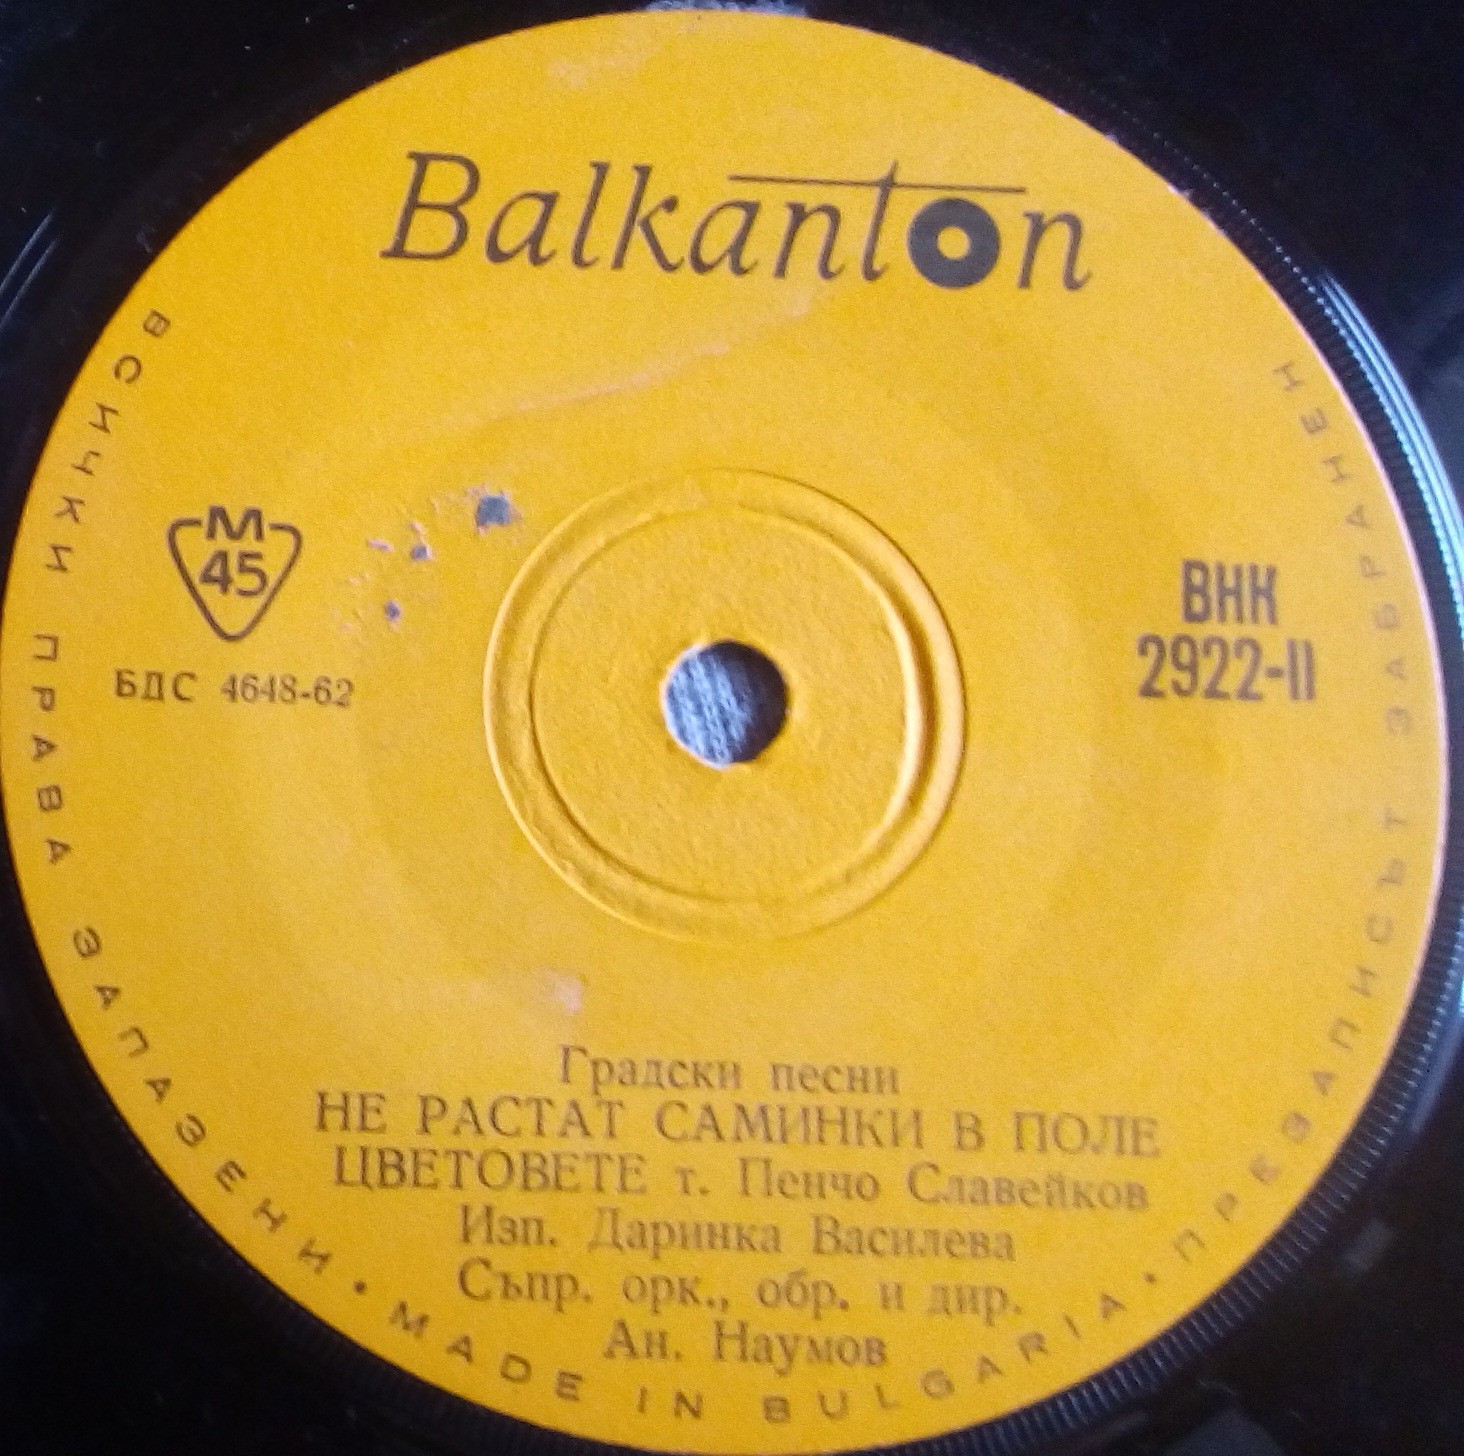 Balkanton
M
45
БДС 4648-62
ВНК
2922-II
Градски песни
НЕ РАСТАТ САМИНКИ В ПОЛЕ
ЦВЕТОВЕТЕ т. Пенчо Славейков
Изп. Даринка Василева
Съпр. орк., обр. и дир.
Ан. Наумов
ВСИЧКИ ПРАВА ЗАПАЗЕНИ • MADE IN BULGARIA • ПРЕЗАПИСЪТ ЗАБРАНЕН